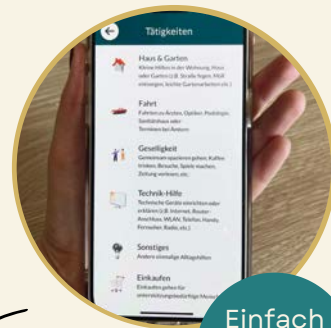 Tätigkeiten
Haus & Garten
Kleine Hilfen in der Wohnung, Haus
oder Garten (z.B. Straße fegen, Müll
entsorgen, leichte Gartenarbeiten etc.)
Fahrt
Fahrten zu Ärzten, Optiker, Podologie,
Sanitätshaus oder
Terminen bei Ämtern
Geselligkeit
Gemeinsam spazieren gehen, Kaffee
trinken, Besuche, Spiele machen,
Zeitung vorlesen, etc.
Technik-Hilfe
Technische Geräte einrichten oder
erklären (z.B. Internet, Router-
Anschluss, WLAN, Telefon, Handy,
Fernseher, Radio, etc.)
Sonstiges
Andere einmalige Alltagshilfen
Einkaufen
Einkaufen gehen für
unterstützungsbedürftige
Einfach